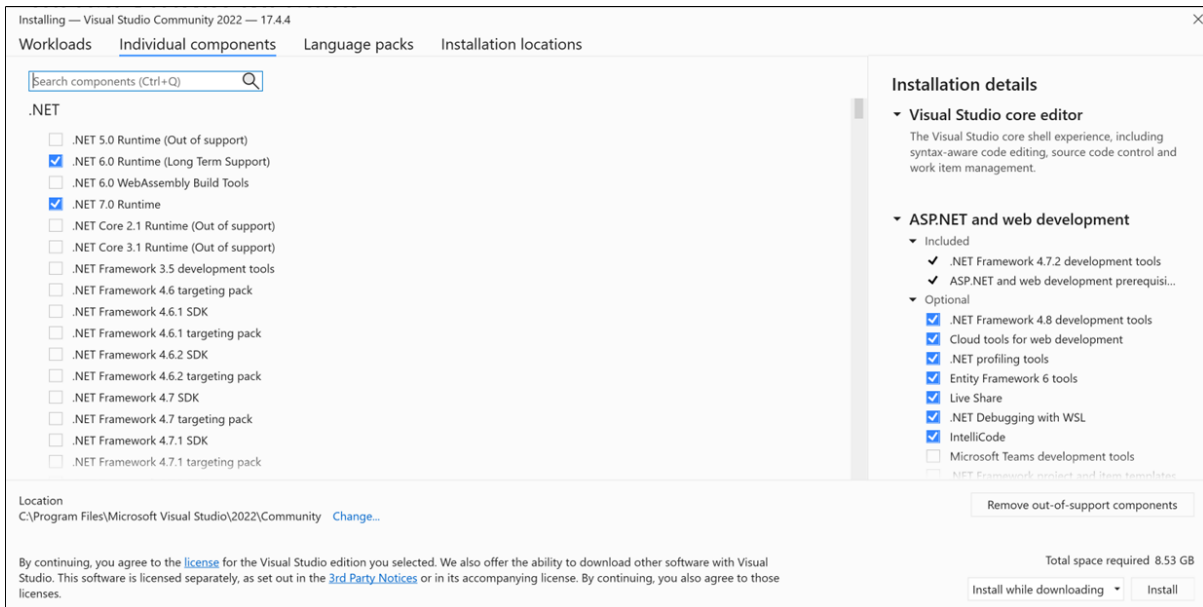 Installing — Visual Studio Community 2022 — 17.4.4
Workloads Individual components Language packs Installation locations
Search components (Ctrl+Q)
.NET
.NET 5.0 Runtime (Out of support)
.NET 6.0 Runtime (Long Term Support)
.NET 6.0 WebAssembly Build Tools
.NET 7.0 Runtime
.NET Core 2.1 Runtime (Out of support)
.NET Core 3.1 Runtime (Out of support)
.NET Framework 3.5 development tools
.NET Framework 4.6 targeting pack
.NET Framework 4.6.1 SDK
.NET Framework 4.6.1 targeting pack
.NET Framework 4.6.2 SDK
.NET Framework 4.6.2 targeting pack
.NET Framework 4.7 SDK
.NET Framework 4.7 targeting pack
.NET Framework 4.7.1 SDK
.NET Framework 4.7.1 targeting pack
Installation details
Visual Studio core editor
The Visual Studio core shell experience, including
syntax-aware code editing, source code control and
work item management.
ASP.NET and web development
Included
.NET Framework 4.7.2 development tools
ASP.NET and web development prerequisi...
Optional
.NET Framework 4.8 development tools
Cloud tools for web development
.NET profiling tools
Entity Framework 6 tools
Live Share
.NET Debugging with WSL
IntelliCode
Microsoft Teams development tools
.NET Framework project and item templates
Location
C:\Program Files\Microsoft Visual Studio\2022\Community Change...
Remove out-of-support components
By continuing, you agree to the license for the Visual Studio edition you selected. We also offer the ability to download other software with Visual
Studio. This software is licensed separately, as set out in the 3rd Party Notices or in its accompanying license. By continuing, you also agree to those
licenses.
Total space required 8.53 GB
Install while downloading Install